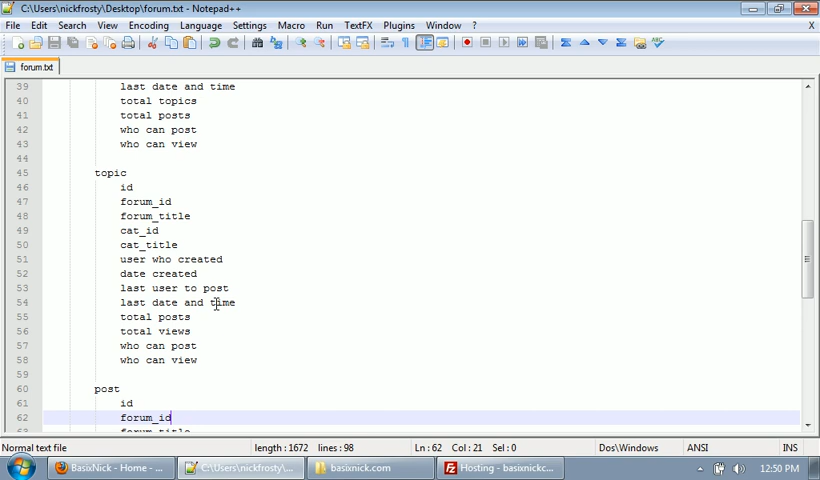 C:\Users\nickfrosty\Desktop\forum.txt - Notepad++
File Edit Search View Encoding Language Settings Macro Run TextFX Plugins Window ? X
forum.txt
39 last date and time
40 total topics
41 total posts
42 who can post
43 who can view
44
45 topic
46 id
47 forum_id
48 forum_title
49 cat_id
50 cat_title
51 user who created
52 date created
53 last user to post
54 last date and time
55 total posts
56 total views
57 who can post
58 who can view
59
60 post
61 id
62 forum_id
63 forum_title
Normal text file length : 1672 lines : 98 Ln : 62 Col : 21 Sel : 0 Dos\Windows ANSI INS
BasixNick - Home - ... C:\Users\nickfrosty\... basixnick.com Hosting - basixnickc... 12:50 PM